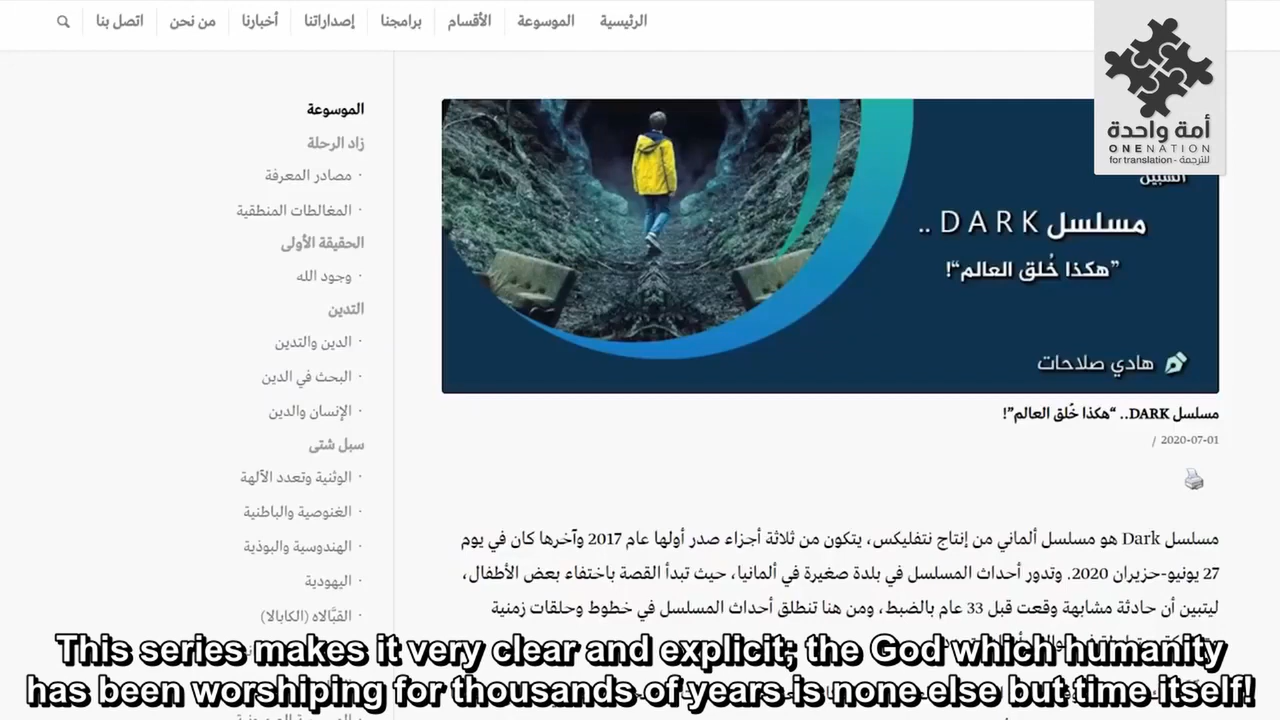 الرئيسية
الموسوعة
الأقسام
برامجنا
إصداراتنا
أخبارنا
من نحن
اتصل بنا
أمة واحدة
ONENATION
for translation - للترجمة
الموسوعة
زاد الرحلة
· مصادر المعرفة
· المغالطات المنطقية
الحقيقة الأولى
· وجود الله
التدين
· الدين والتدين
· البحث في الدين
· الإنسان والدين
سبل شتى
· الوثنية وتعدد الآلهة
· الغنوصية والباطنية
· الهندوسية والبوذية
· اليهودية
· القبَّالاه (الكابالا)
السبيل
مسلسل DARK ..
”هكذا خُلق العالم“!
هادي صلاحات
مسلسل DARK.. “هكذا خُلق العالم”!
2020-07-01 /
مسلسل Dark هو مسلسل ألماني من إنتاج نتفليكس، يتكون من ثلاثة أجزاء صدر أولها عام 2017 وآخرها كان في يوم
27 يونيو-حزيران 2020. وتدور أحداث المسلسل في بلدة صغيرة في ألمانيا، حيث تبدأ القصة باختفاء بعض الأطفال،
ليتبين أن حادثة مشابهة وقعت قبل 33 عام بالضبط، ومن هنا تنطلق أحداث المسلسل في خطوط وحلقات زمنية
This series makes it very clear and explicit; the God which humanity
has been worshiping for thousands of years is none else but time itself!